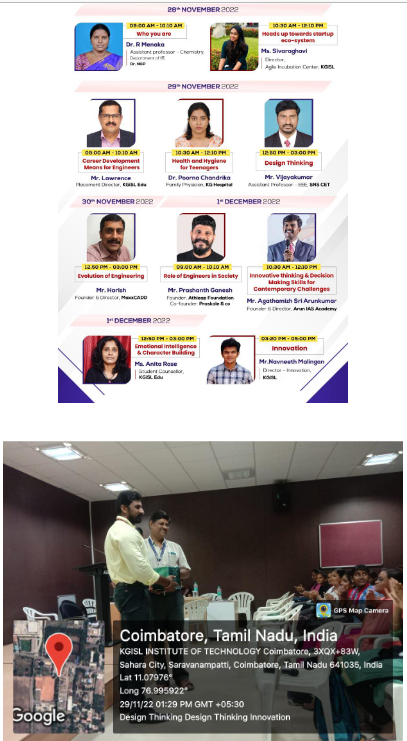 28ᵗʰ NOVEMBER 2022
09:00 AM - 10:10 AM
Who you are
Dr. R Menaka
Assistant professor - Chemistry,
Department of IE
Dr. NGP
10:30 AM - 12:10 PM
Heads up towards startup
eco-system
Ms. Sivaraghavi
Director,
Agile Incubation Center, KGISL
29ᵗʰ NOVEMBER 2022
09:00 AM - 10:10 AM
Career Development
Means for Engineers
Mr. Lawrence
Placement Director, KGISL Edu
10:30 AM - 12:10 PM
Health and Hygiene
for Teenagers
Dr. Poorna Chandrika
Family Physician, KG Hospital
12:50 PM - 03:00 PM
Design Thinking
Mr. Vijayakumar
Assistant Professor - EEE, SNS CET
30ᵗʰ NOVEMBER 2022
12:50 PM - 03:00 PM
Evolution of Engineering
Mr. Harish
Founder & Director, MaxxCADD
1ˢᵗ DECEMBER 2022
09:00 AM - 10:10 AM
Role of Engineers in Society
Mr. Prashanth Ganesh
Founder, Athiass Foundation
Co-founder
10:30 AM - 12:10 PM
Innovative thinking & Decision
Making Skills for
Contemporary Challenges
Mr. Agathamish Sri Arunkumar
Founder & Director, Arun IAS Academy
1ˢᵗ DECEMBER 2022
12:50 PM - 03:00 PM
Emotional Intelligence
& Character Building
Ms. Anita Rose
Student Counsellor,
KGISL Edu
03:20 PM - 05:00 PM
Innovation
Mr.Navneeth Malingan
Director - Innovation,
KGISL
GPS Map Camera
Coimbatore, Tamil Nadu, India
KGISL INSTITUTE OF TECHNOLOGY Coimbatore, 3XQX+83W,
Sahara City, Saravanampatti, Coimbatore, Tamil Nadu 641035, India
Lat 11.07976°
Long 76.995922°
29/11/22 01:29 PM GMT +05:30
Design Thinking Design Thinking Innovation
Google